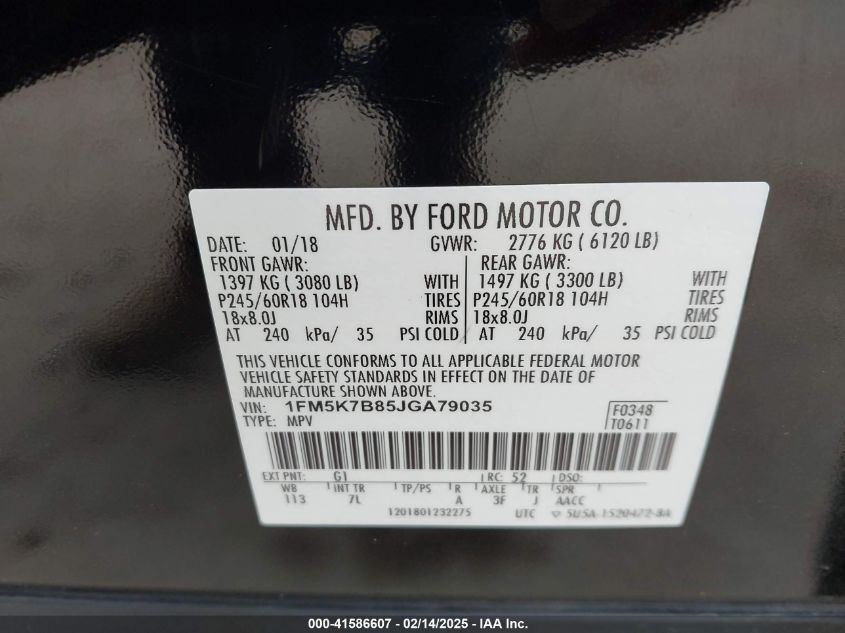 MFD. BY FORD MOTOR CO.
DATE: 01/18 GVWR: 2776 KG ( 6120 LB)
FRONT GAWR: REAR GAWR:
1397 KG ( 3080 LB) WITH 1497 KG ( 3300 LB) WITH
P245/60R18 104H TIRES P245/60R18 104H TIRES
18x8.0J RIMS 18x8.0J RIMS
AT 240 kPa/ 35 PSI COLD AT 240 kPa/ 35 PSI COLD
THIS VEHICLE CONFORMS TO ALL APPLICABLE FEDERAL MOTOR
VEHICLE SAFETY STANDARDS IN EFFECT ON THE DATE OF
MANUFACTURE SHOWN ABOVE.
VIN: 1FM5K7B85JGA79035 F0348
TYPE: MPV T0611
EXT PNT: G1 RC: 52 DSO:
WB INT TR TP/PS R AXLE TR SPR
113 7L A 3F J AACC
1201801232275 UTC 5U5A-1520472-BA
000-41586607 - 02/14/2025 - IAA Inc.